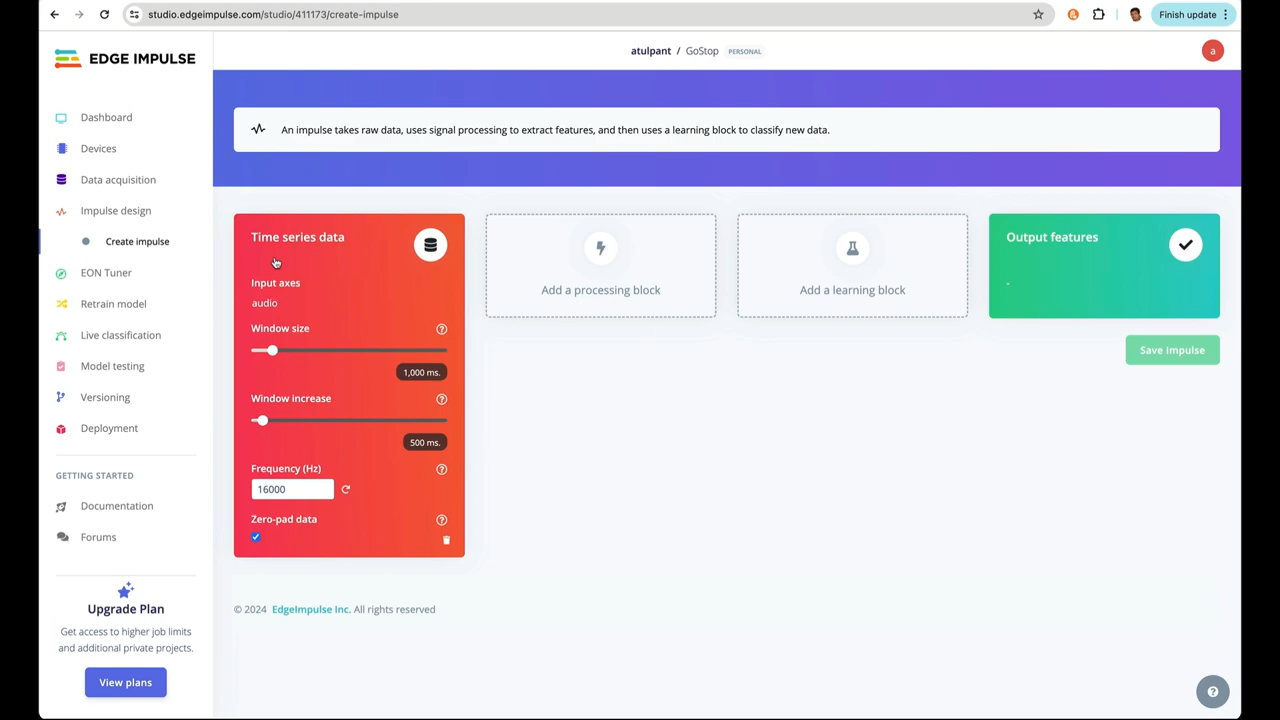 studio.edgeimpulse.com/studio/411173/create-impulse
Finish update
EDGE IMPULSE
atulpant / GoStop PERSONAL
a
Dashboard
Devices
Data acquisition
Impulse design
Create impulse
EON Tuner
Retrain model
Live classification
Model testing
Versioning
Deployment
GETTING STARTED
Documentation
Forums
Upgrade Plan
Get access to higher job limits
and additional private projects.
View plans
An impulse takes raw data, uses signal processing to extract features, and then uses a learning block to classify new data.
Time series data
Input axes
audio
Window size
1,000 ms.
Window increase
500 ms.
Frequency (Hz)
16000
Zero-pad data
Add a processing block
Add a learning block
Output features
Save Impulse
© 2024 EdgeImpulse Inc. All rights reserved